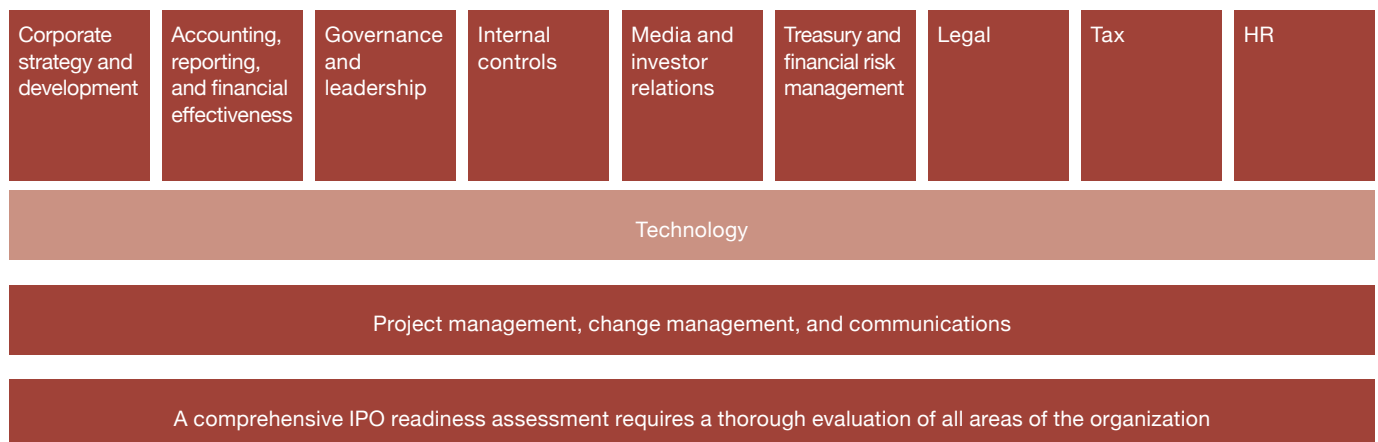 Corporate
strategy and
development
Accounting,
reporting,
and financial
effectiveness
Governance
and
leadership
Internal
controls
Media and
investor
relations
Treasury and
financial risk
management
Legal
Tax
HR
Technology
Project management, change management, and communications
A comprehensive IPO readiness assessment requires a thorough evaluation of all areas of the organization